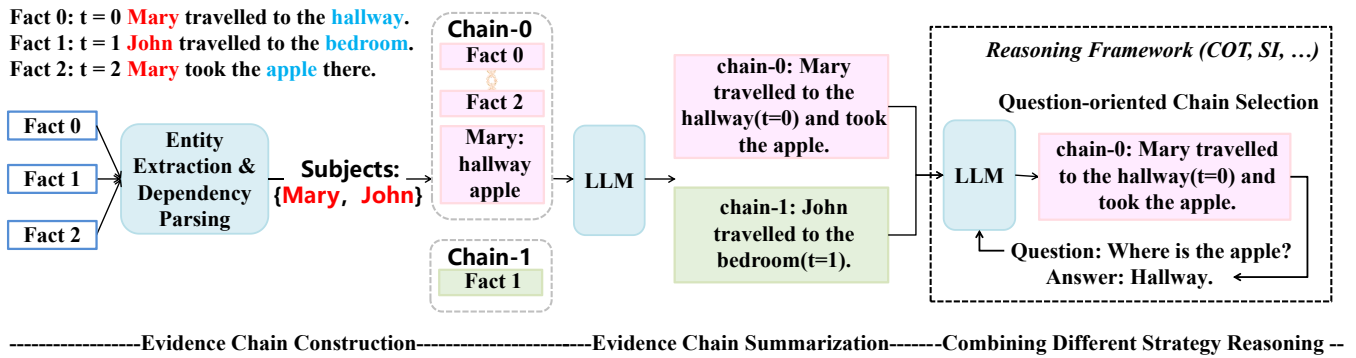 Fact 0: t = 0 Mary travelled to the hallway.
Fact 1: t = 1 John travelled to the bedroom.
Fact 2: t = 2 Mary took the apple there.
Fact 0
Fact 1
Fact 2
Entity
Extraction &
Dependency
Parsing
Subjects:
{Mary, John}
Chain-0
Fact 0
Fact 2
Mary:
hallway
apple
Chain-1
Fact 1
LLM
chain-0: Mary
travelled to the
hallway(t=0) and took
the apple.
chain-1: John
travelled to the
bedroom(t=1).
Reasoning Framework (COT, SI, …)
Question-oriented Chain Selection
LLM
chain-0: Mary travelled
to the hallway(t=0) and
took the apple.
Question: Where is the apple?
Answer: Hallway.
------------------Evidence Chain Construction----------------------Evidence Chain Summarization-------Combining Different Strategy Reasoning --